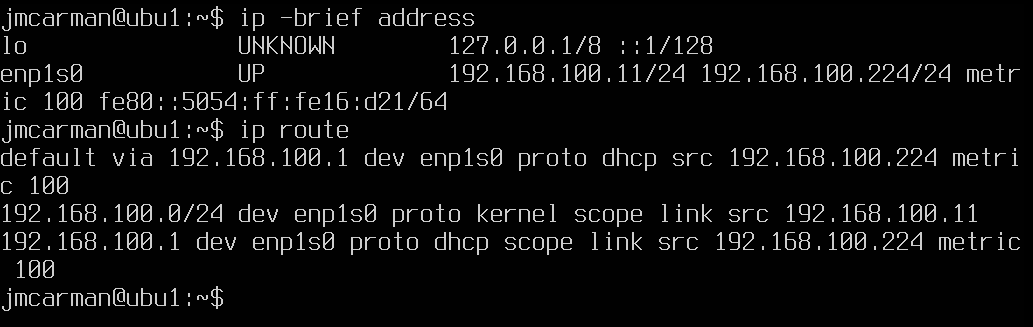 jmcarman@ubu1:~$ ip -brief address
lo               UNKNOWN        127.0.0.1/8 ::1/128
enp1s0           UP             192.168.100.11/24 192.168.100.224/24 metr
ic 100 fe80::5054:ff:fe16:d21/64
jmcarman@ubu1:~$ ip route
default via 192.168.100.1 dev enp1s0 proto dhcp src 192.168.100.224 metri
c 100
192.168.100.0/24 dev enp1s0 proto kernel scope link src 192.168.100.11
192.168.100.1 dev enp1s0 proto dhcp scope link src 192.168.100.224 metric
 100
jmcarman@ubu1:~$